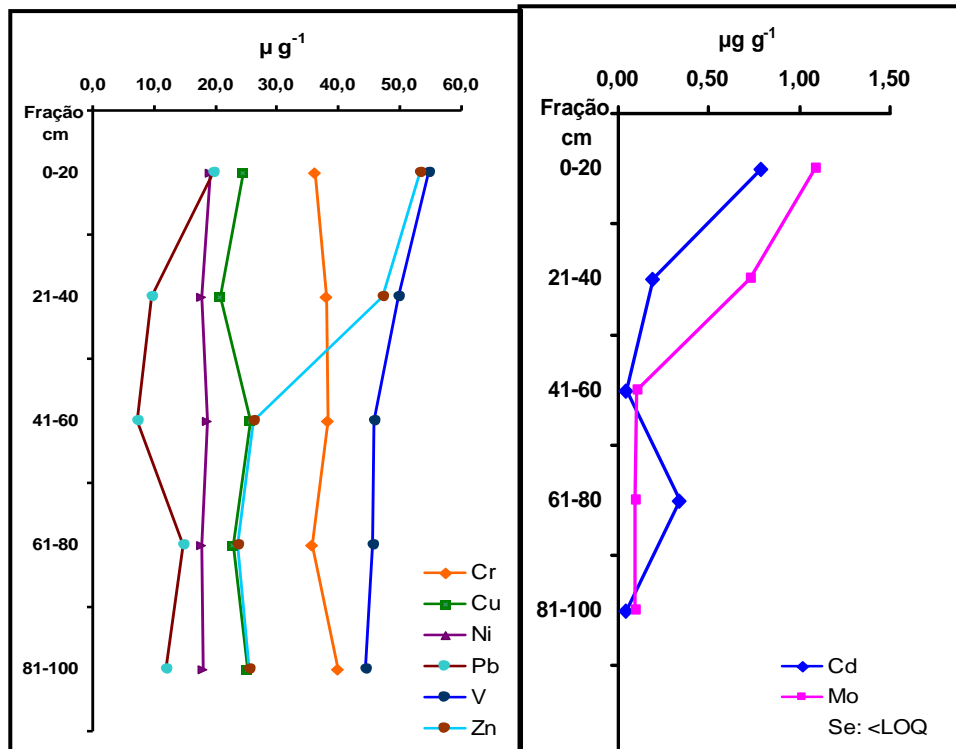 µ g-1
0,0 10,0 20,0 30,0 40,0 50,0 60,0
Fração
cm
0-20
21-40
41-60
61-80
81-100
Cr
Cu
Ni
Pb
V
Zn
µg g-1
0,00 0,50 1,00 1,50
Fração
cm
0-20
21-40
41-60
61-80
81-100
Cd
Mo
Se: <LOQ